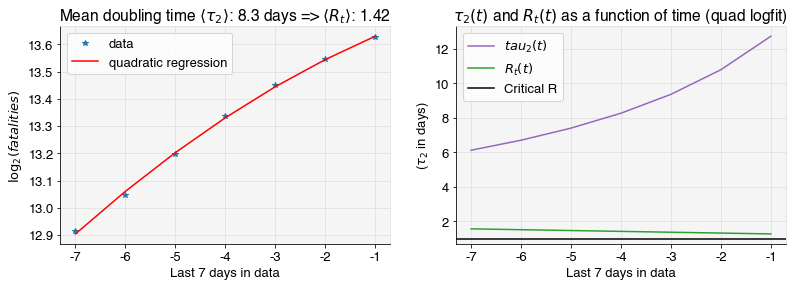 Mean doubling time ⟨τ₂⟩: 8.3 days => ⟨Rₜ⟩: 1.42
data
quadratic regression
log₂(fatalities)
13.6
13.5
13.4
13.3
13.2
13.1
13.0
12.9
-7 -6 -5 -4 -3 -2 -1
Last 7 days in data
τ₂(t) and Rₜ(t) as a function of time (quad logfit)
tau₂(t)
Rₜ(t)
Critical R
(τ₂ in days)
12
10
8
6
4
2
-7 -6 -5 -4 -3 -2 -1
Last 7 days in data